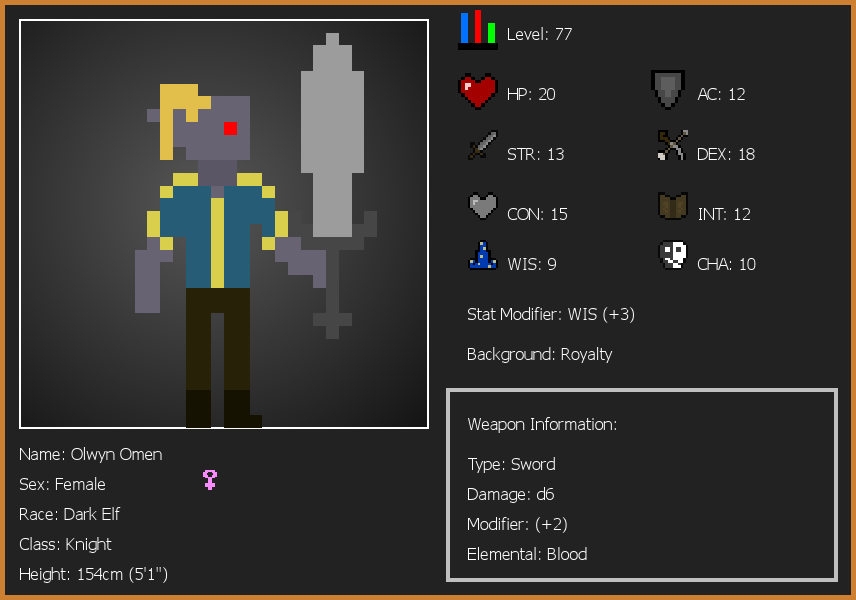 Level: 77
HP: 20
AC: 12
STR: 13
DEX: 18
CON: 15
INT: 12
WIS: 9
CHA: 10
Stat Modifier: WIS (+3)
Background: Royalty
Weapon Information:
Type: Sword
Damage: d6
Modifier: (+2)
Elemental: Blood
Name: Olwyn Omen
Sex: Female
Race: Dark Elf
Class: Knight
Height: 154cm (5'1")